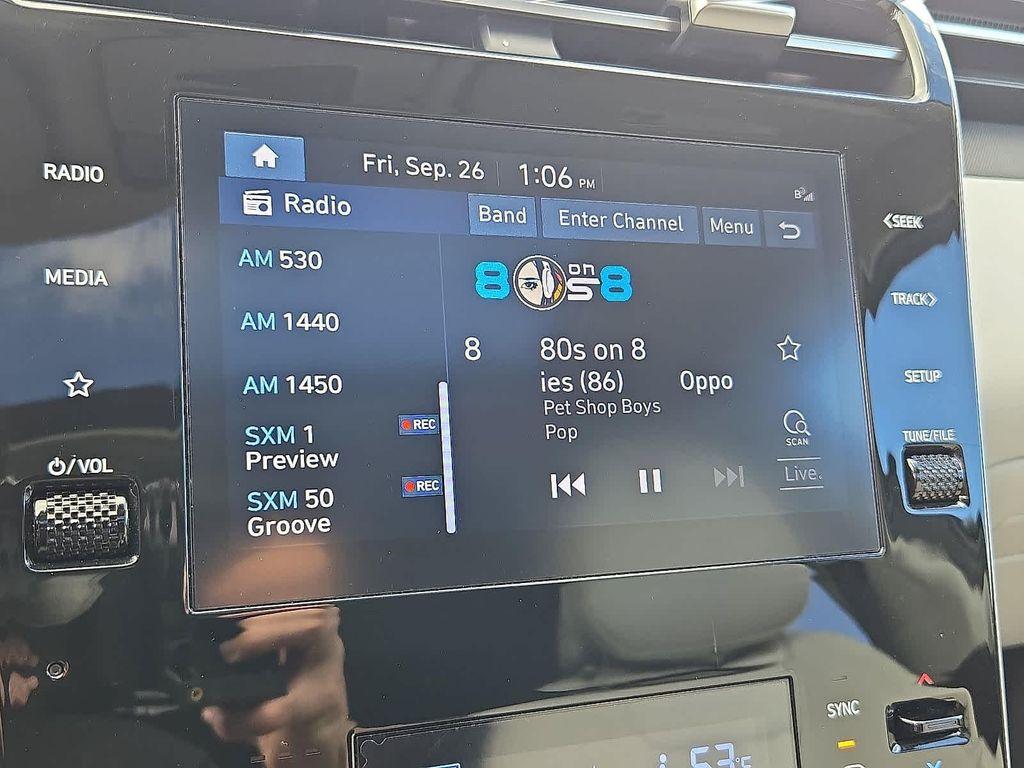 RADIO
MEDIA
/VOL
Fri, Sep. 26
1:06 PM
Radio
Band
Enter Channel
Menu
AM 530
AM 1440
AM 1450
SXM 1
REC
Preview
SXM 50
REC
Groove
80s on 8
8
80s on 8
ies (86) Oppo
Pet Shop Boys
Pop
SCAN
Live
SEEK
TRACK
SETUP
TUNE/FILE
SYNC
53°F